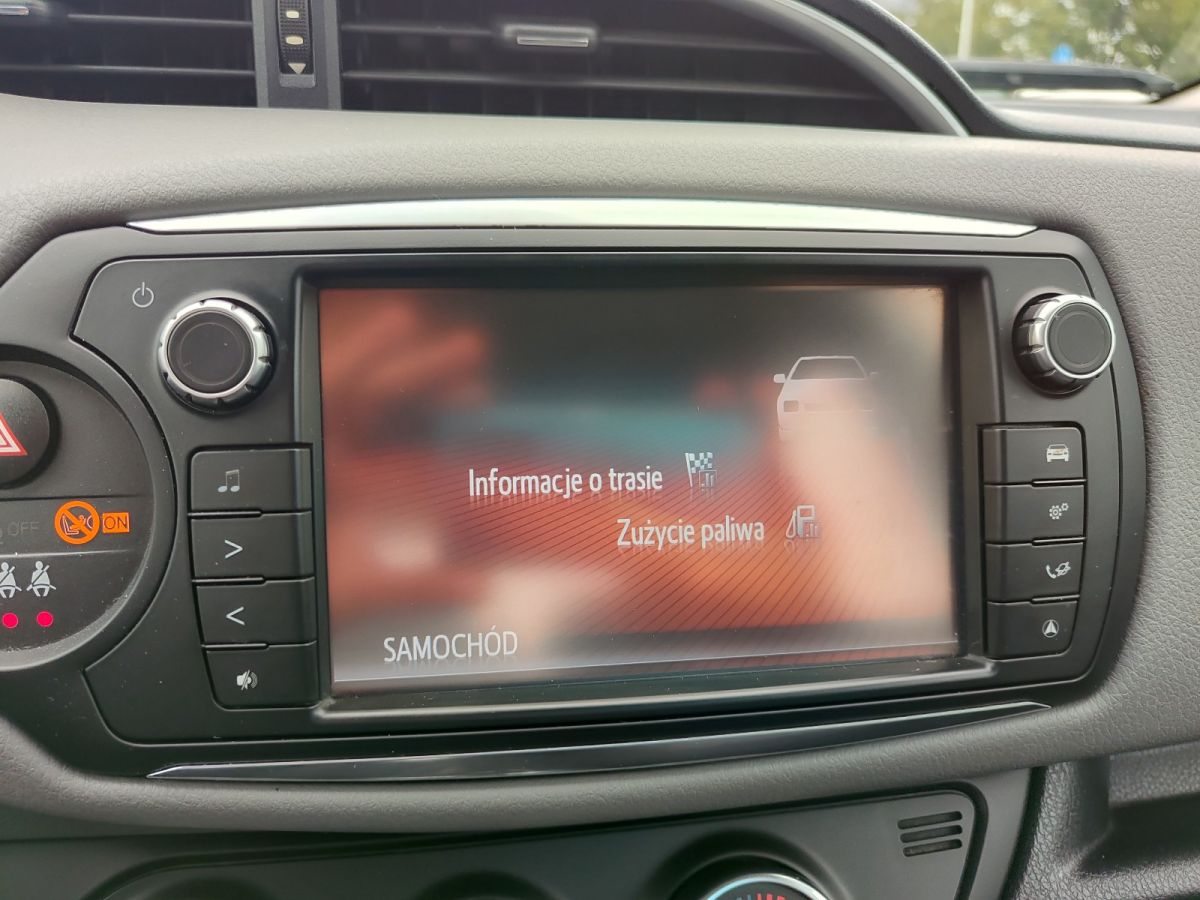 Informacje o trasie
Zużycie paliwa
SAMOCHÓD
OFF
ON